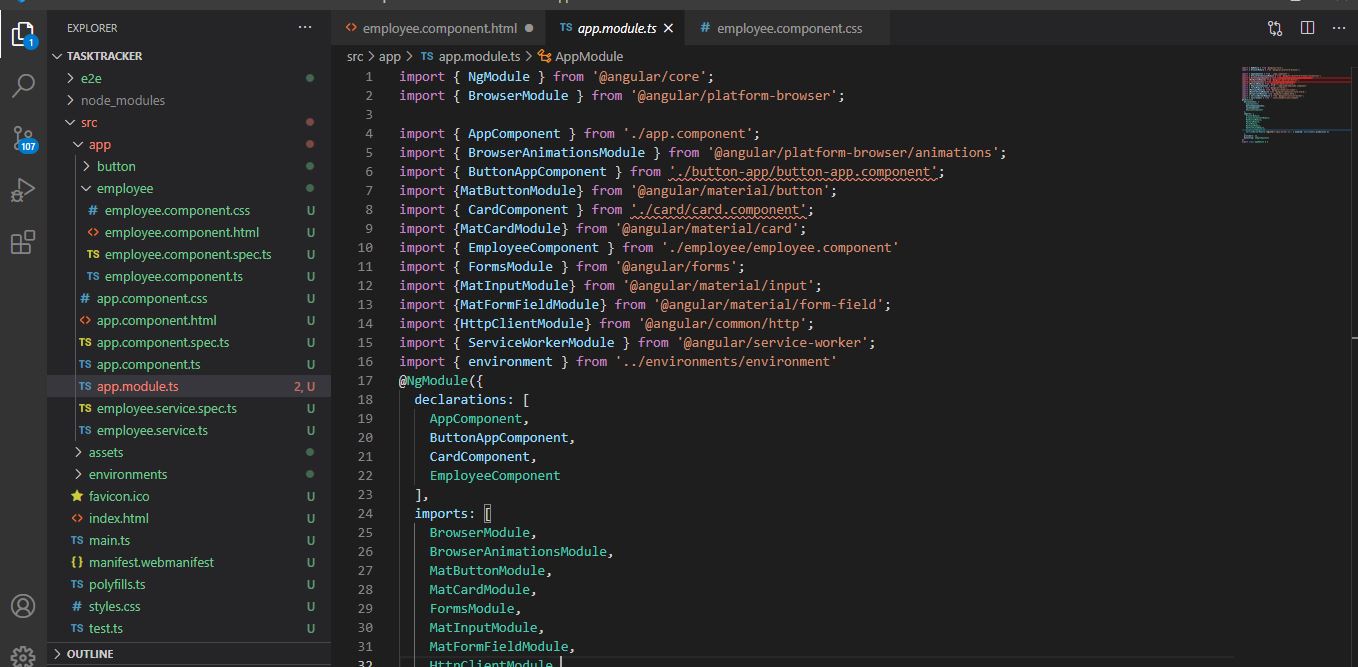 EXPLORER
TASKTRACKER
e2e
node_modules
src
app
button
employee
# employee.component.css U
<> employee.component.html U
TS employee.component.spec.ts U
TS employee.component.ts U
# app.component.css U
<> app.component.html U
TS app.component.spec.ts U
TS app.component.ts U
TS app.module.ts 2, U
TS employee.service.spec.ts U
TS employee.service.ts U
assets
environments
favicon.ico U
<> index.html U
TS main.ts U
{} manifest.webmanifest U
TS polyfills.ts U
# styles.css U
TS test.ts U
OUTLINE
1
107
<> employee.component.html
TS app.module.ts
# employee.component.css
src > app > TS app.module.ts > AppModule
1 import { NgModule } from '@angular/core';
2 import { BrowserModule } from '@angular/platform-browser';
3
4 import { AppComponent } from './app.component';
5 import { BrowserAnimationsModule } from '@angular/platform-browser/animations';
6 import { ButtonAppComponent } from './button-app/button-app.component';
7 import {MatButtonModule} from '@angular/material/button';
8 import { CardComponent } from './card/card.component';
9 import {MatCardModule} from '@angular/material/card';
10 import { EmployeeComponent } from './employee/employee.component'
11 import { FormsModule } from '@angular/forms';
12 import {MatInputModule} from '@angular/material/input';
13 import {MatFormFieldModule} from '@angular/material/form-field';
14 import {HttpClientModule} from '@angular/common/http';
15 import { ServiceWorkerModule } from '@angular/service-worker';
16 import { environment } from '../environments/environment'
17 @NgModule({
18 declarations: [
19 AppComponent,
20 ButtonAppComponent,
21 CardComponent,
22 EmployeeComponent
23 ],
24 imports: [
25 BrowserModule,
26 BrowserAnimationsModule,
27 MatButtonModule,
28 MatCardModule,
29 FormsModule,
30 MatInputModule,
31 MatFormFieldModule,
32 HttpClientModule